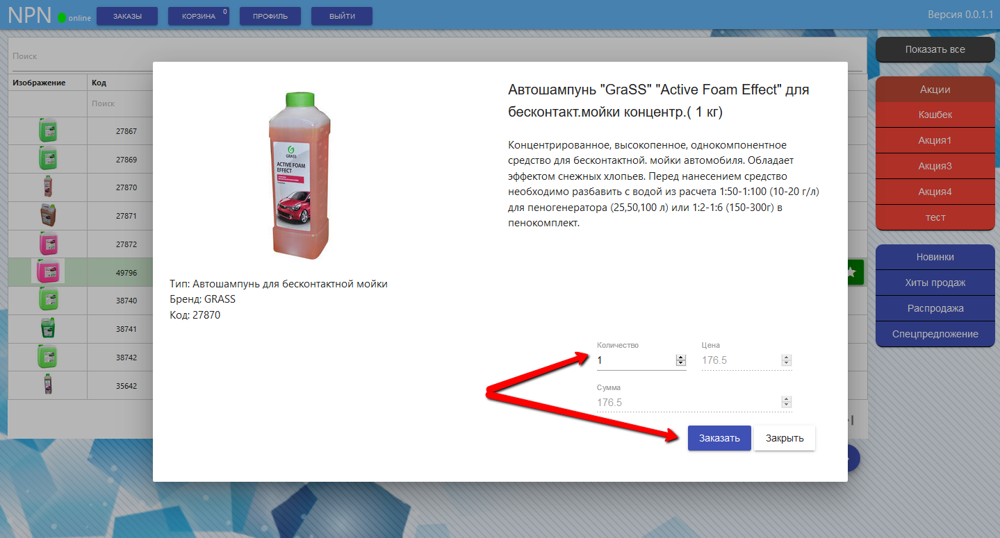 NPN online ЗАКАЗЫ КОРЗИНА 0 ПРОФИЛЬ ВЫЙТИ Версия 0.0.1.1
Поиск
Изображение Код
Поиск
27867
27869
27870
27871
27872
49796
38740
38741
38742
35642
GRASS
ACTIVE FOAM
EFFECT
Автошампунь "GraSS" "Active Foam Effect" для
бесконтакт.мойки концентр.( 1 кг)
Концентрированное, высокопенное, однокомпонентное
средство для бесконтактной. мойки автомобиля. Обладает
эффектом снежных хлопьев. Перед нанесением средство
необходимо разбавить с водой из расчета 1:50-1:100 (10-20 г/л)
для пеногенератора (25,50,100 л) или 1:2-1:6 (150-300г) в
пенокомплект.
Тип: Автошампунь для бесконтактной мойки
Бренд: GRASS
Код: 27870
Количество Цена
1 176.5
Сумма
176.5
Заказать Закрыть
Показать все
Акции
Кэшбек
Акция1
Акция3
Акция4
тест
Новинки
Хиты продаж
Распродажа
Спецпредложение